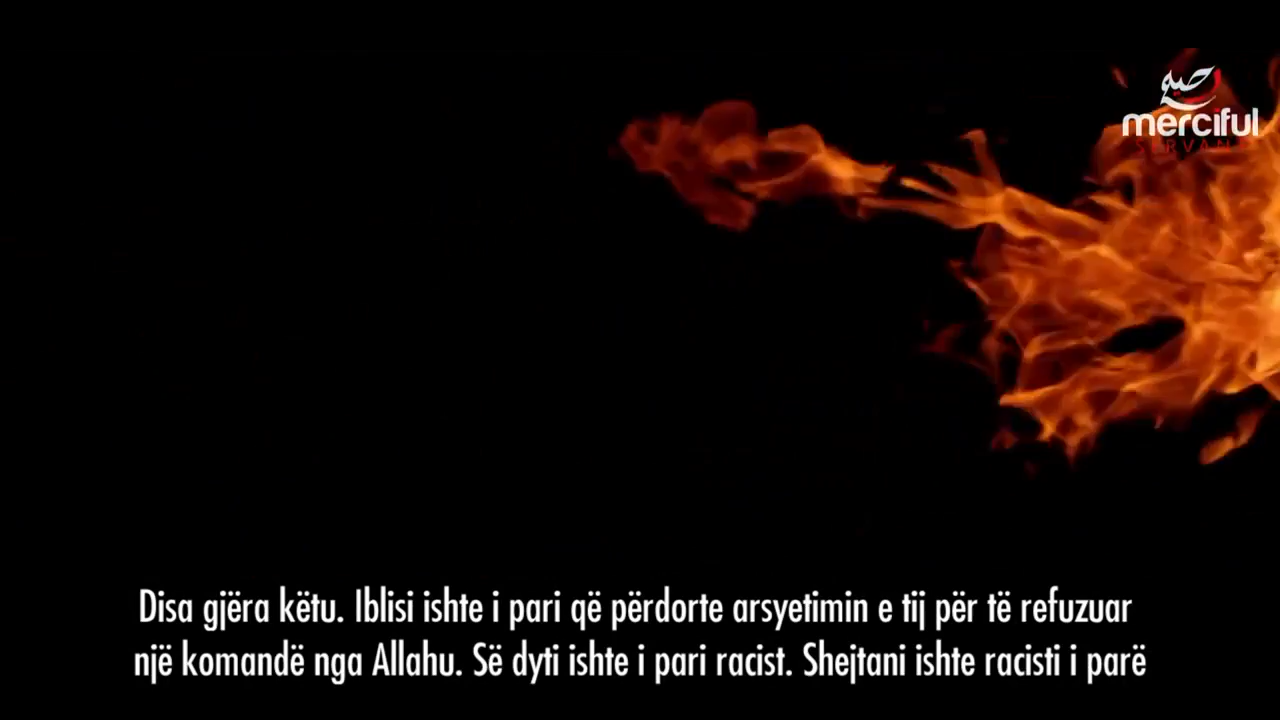 merciful
SERVANT
Disa gjëra këtu. Iblisi ishte i pari që përdorte arsyetimin e tij për të refuzuar
një komandë nga Allahu. Së dyti ishte i pari racist. Shejtani ishte racisti i parë